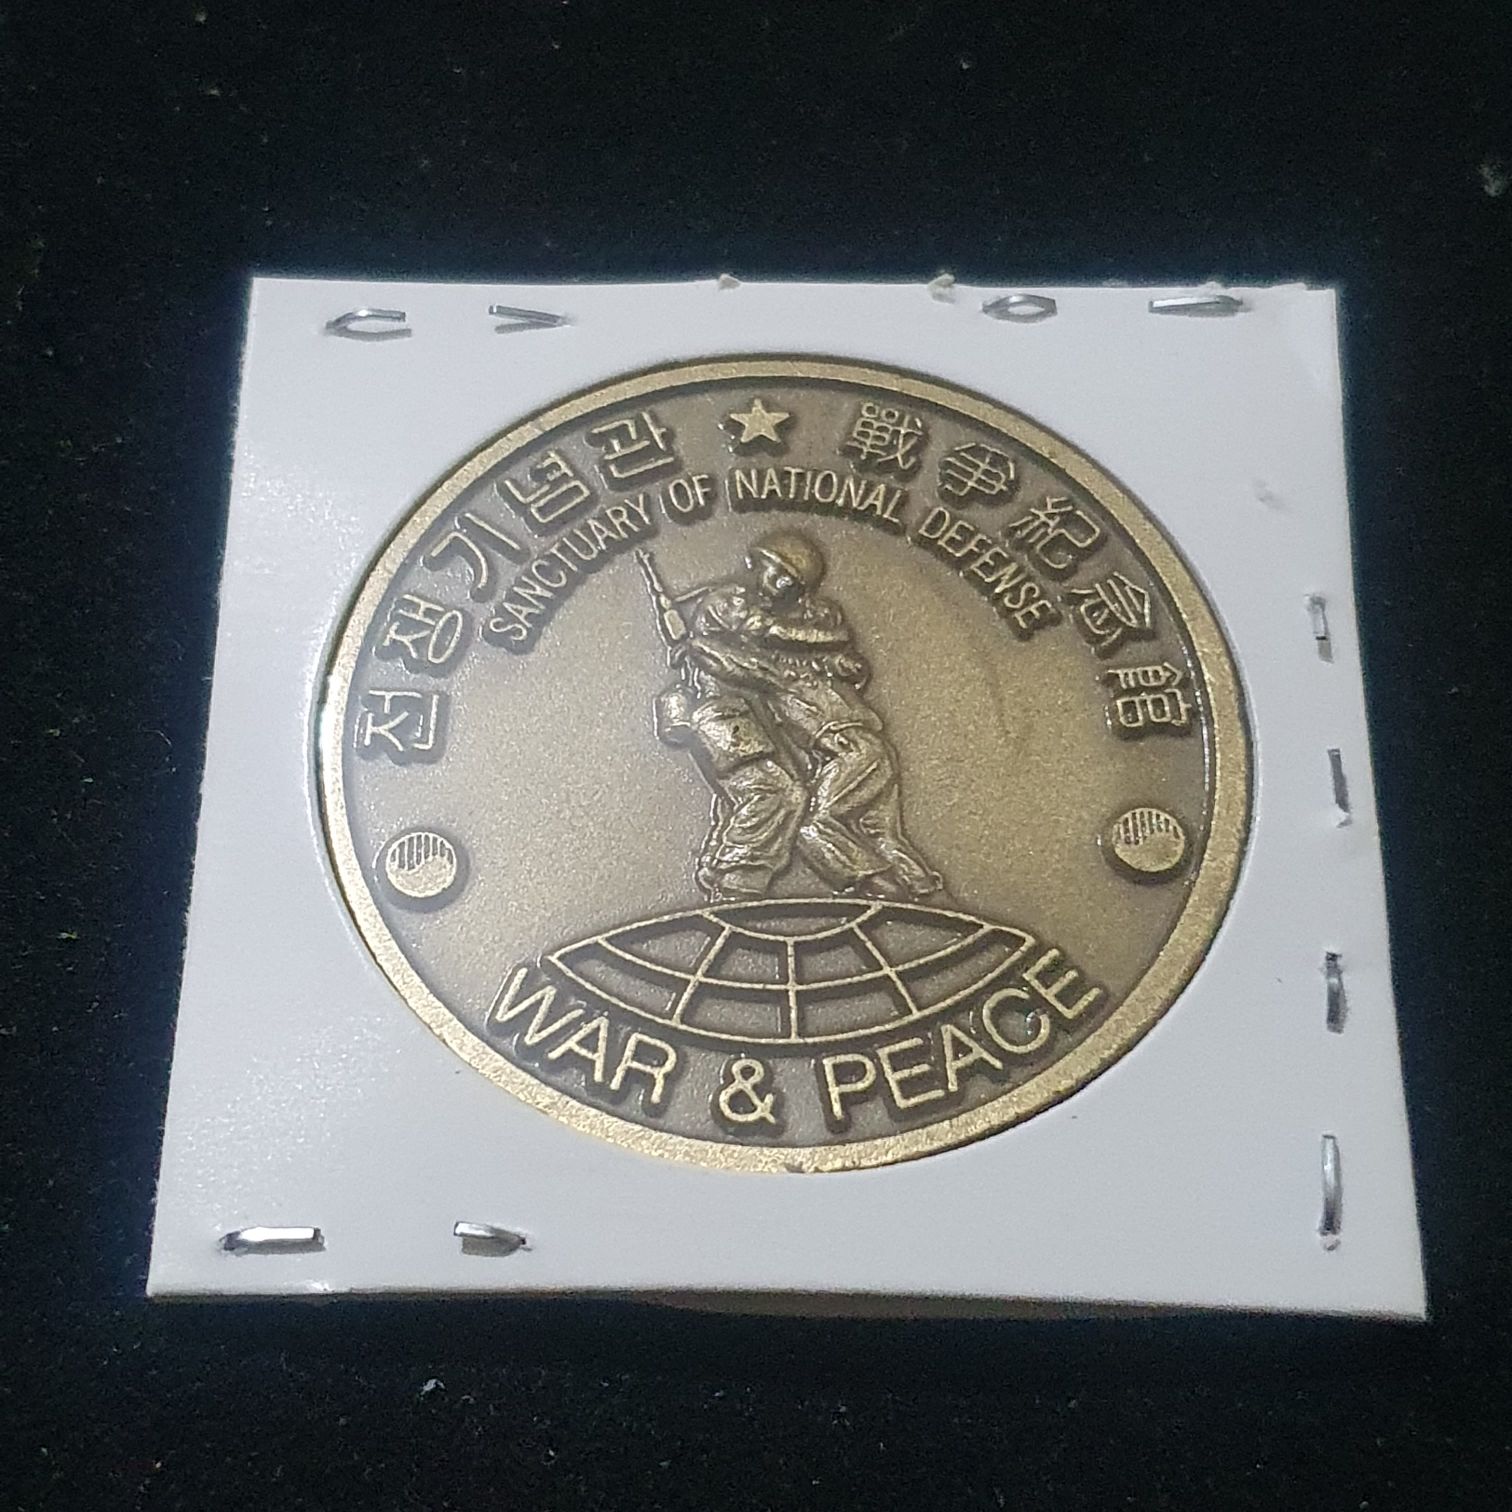 전쟁기념관 ★ 戰爭紀念館
SANCTUARY OF NATIONAL DEFENSE
WAR & PEACE